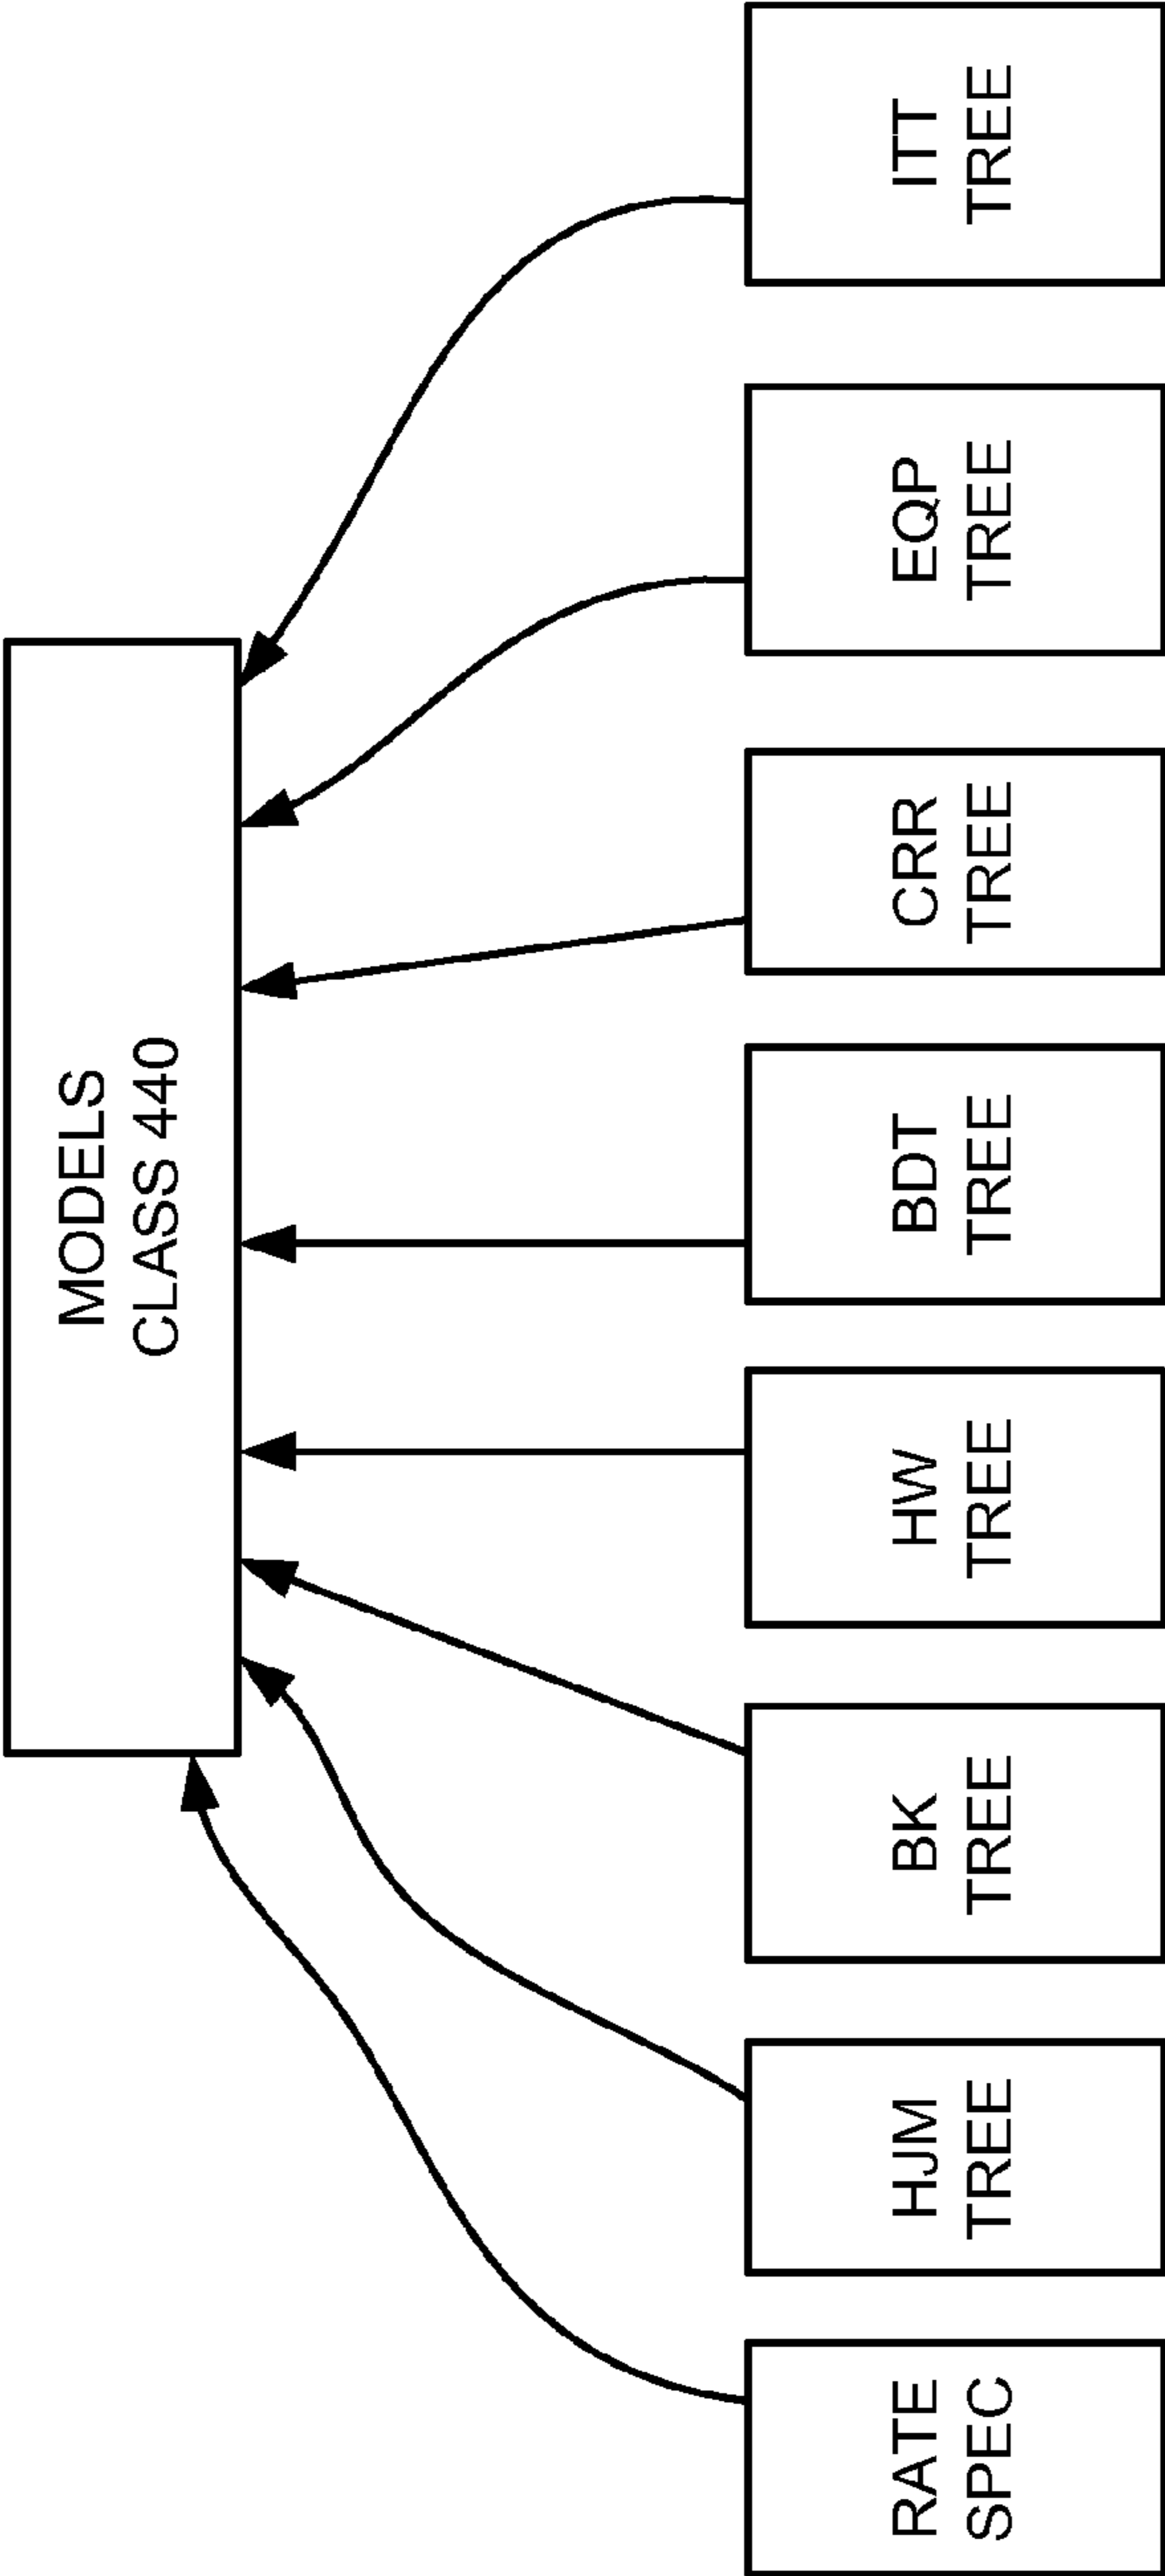 MODELS
CLASS 440
RATE
SPEC
HJM
TREE
BK
TREE
HW
TREE
BDT
TREE
CRR
TREE
EQP
TREE
ITT
TREE